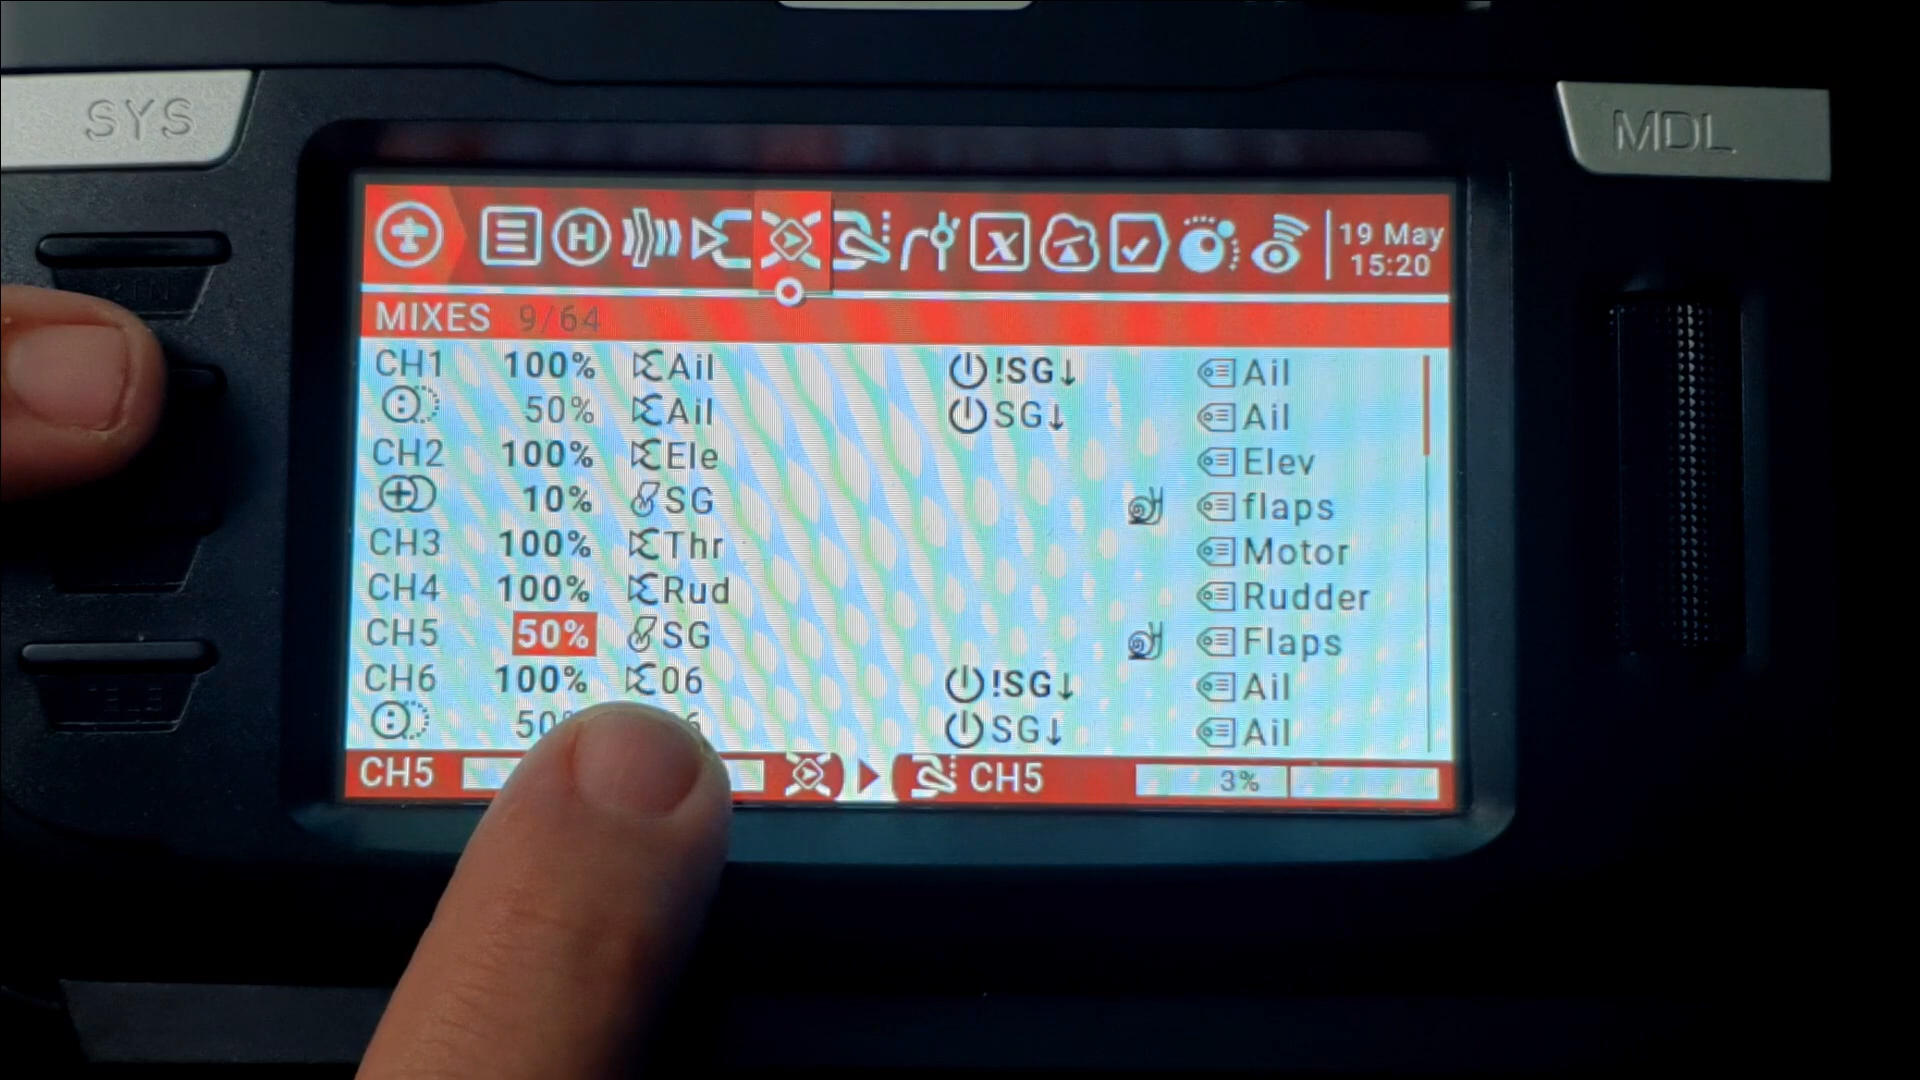 SYS
MDL
19 May
15:20
MIXES 9/64
CH1 100% Ail !SG↓ Ail
50% Ail SG↓ Ail
CH2 100% Ele Elev
10% SG flaps
CH3 100% Thr Motor
CH4 100% Rud Rudder
CH5 50% SG Flaps
CH6 100% 06 !SG↓ Ail
SG↓ Ail
CH5 CH5 3%